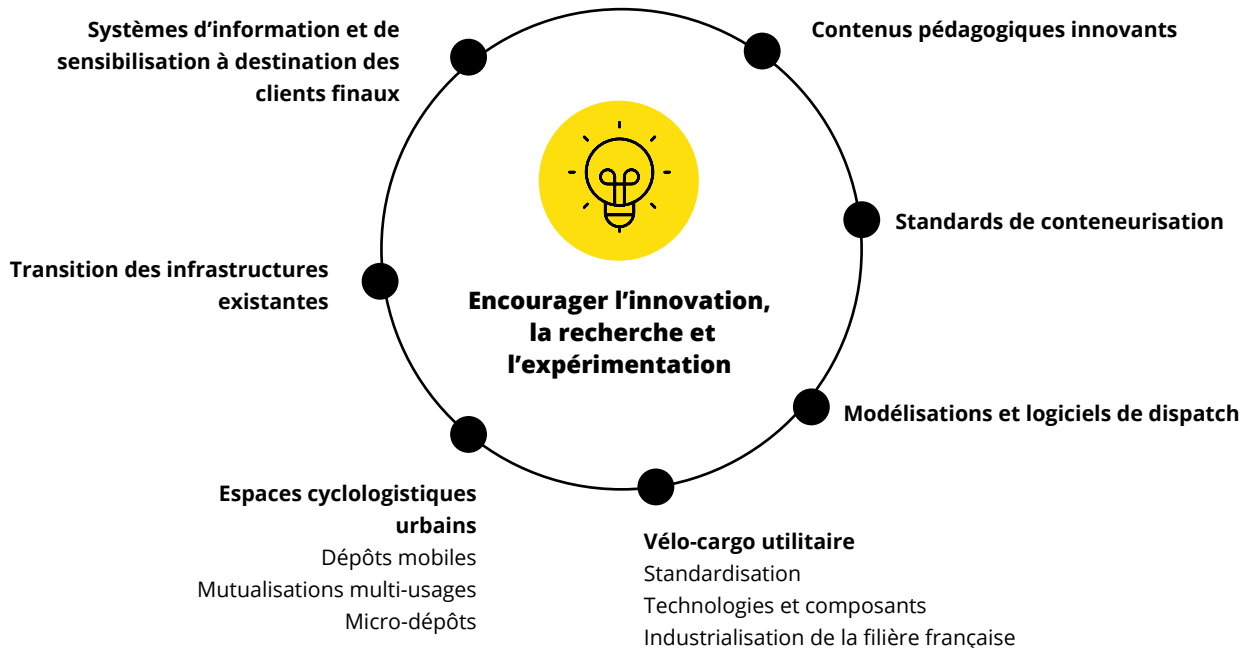 Systèmes d’information et de
sensibilisation à destination des
clients finaux
Contenus pédagogiques innovants
Standards de conteneurisation
Transition des infrastructures
existantes
Encourager l’innovation,
la recherche et
l’expérimentation
Modélisations et logiciels de dispatch
Espaces cyclologistiques
urbains
Dépôts mobiles
Mutualisations multi-usages
Micro-dépôts
Vélo-cargo utilitaire
Standardisation
Technologies et composants
Industrialisation de la filière française